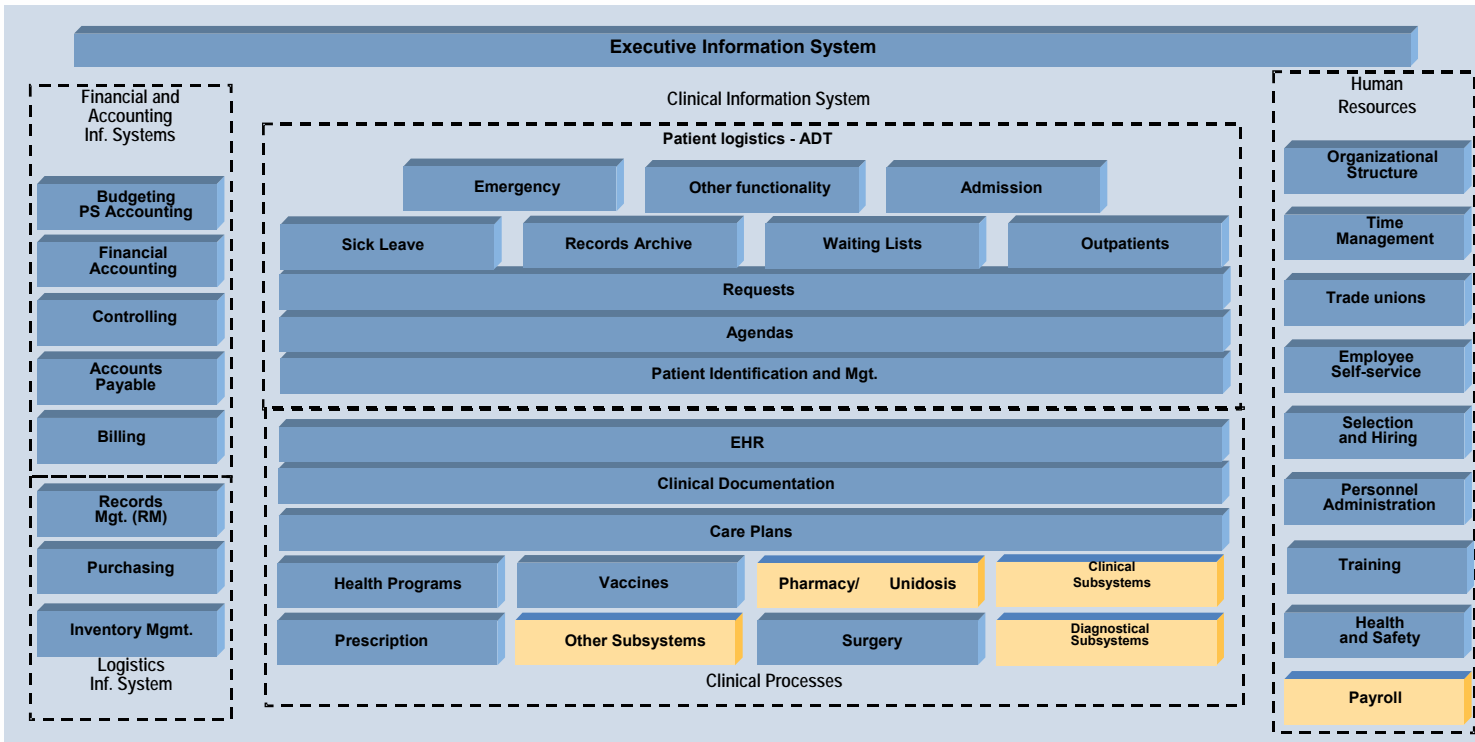 Executive Information System
Financial and
Accounting
Inf. Systems
Budgeting
PS Accounting
Financial
Accounting
Controlling
Accounts
Payable
Billing
Records
Mgt. (RM)
Purchasing
Inventory Mgmt.
Logistics
Inf. System
Clinical Information System
Patient logistics - ADT
Emergency
Other functionality
Admission
Sick Leave
Records Archive
Waiting Lists
Outpatients
Requests
Agendas
Patient Identification and Mgt.
EHR
Clinical Documentation
Care Plans
Health Programs
Vaccines
Pharmacy/ Unidosis
Clinical
Subsystems
Prescription
Other Subsystems
Surgery
Diagnostical
Subsystems
Clinical Processes
Human
Resources
Organizational
Structure
Time
Management
Trade unions
Employee
Self-service
Selection
and Hiring
Personnel
Administration
Training
Health
and Safety
Payroll